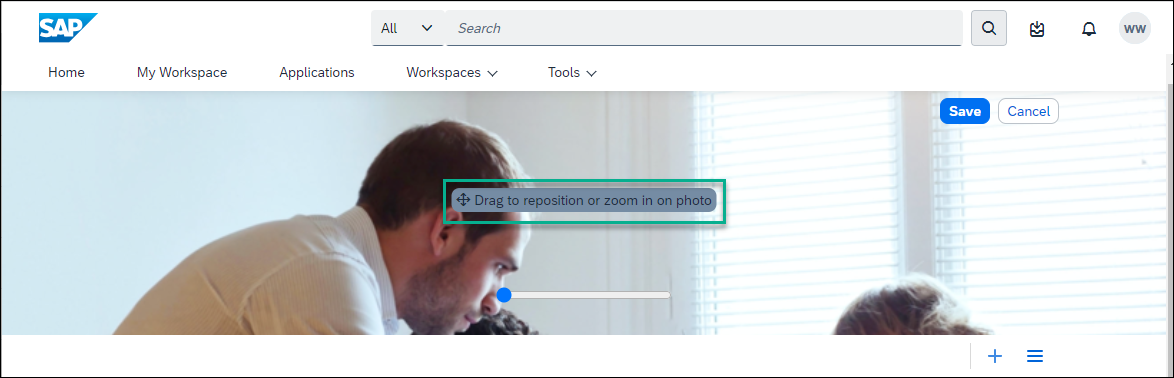 SAP
All
Search
WW
Home My Workspace Applications Workspaces Tools
Save Cancel
Drag to reposition or zoom in on photo